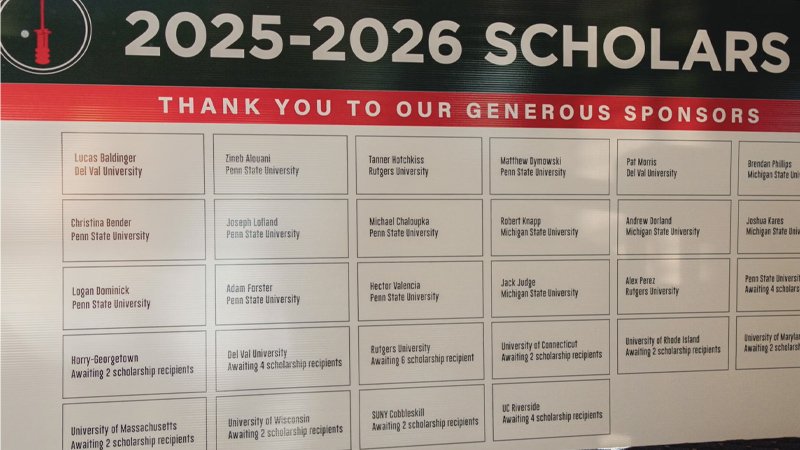 2025-2026 SCHOLARS
THANK YOU TO OUR GENEROUS SPONSORS
Lucas Baldinger
Del Val University
Zineb Alouani
Penn State University
Tanner Hotchkiss
Rutgers University
Matthew Dymowski
Penn State University
Pat Morris
Del Val University
Brendan Phillips
Michigan State Uni
Christina Bender
Penn State University
Joseph Lofland
Penn State University
Michael Chaloupka
Penn State University
Robert Knapp
Michigan State University
Andrew Dorland
Michigan State University
Joshua Kares
Michigan State Univ
Logan Dominick
Penn State University
Adam Forster
Penn State University
Hector Valencia
Penn State University
Jack Judge
Michigan State University
Alex Perez
Rutgers University
Penn State Universit
Awaiting 4 scholars
Harry-Georgetown
Awaiting 2 scholarship recipients
Del Val University
Awaiting 4 scholarship recipients
Rutgers University
Awaiting 6 scholarship recipient
University of Connecticut
Awaiting 2 scholarship recipients
University of Rhode Island
Awaiting 2 scholarship recipients
University of Maryland
Awaiting 2 scholarsh
University of Massachusetts
Awaiting 2 scholarship recipients
University of Wisconsin
Awaiting 2 scholarship recipients
SUNY Cobbleskill
Awaiting 2 scholarship recipients
UC Riverside
Awaiting 4 scholarship recipients